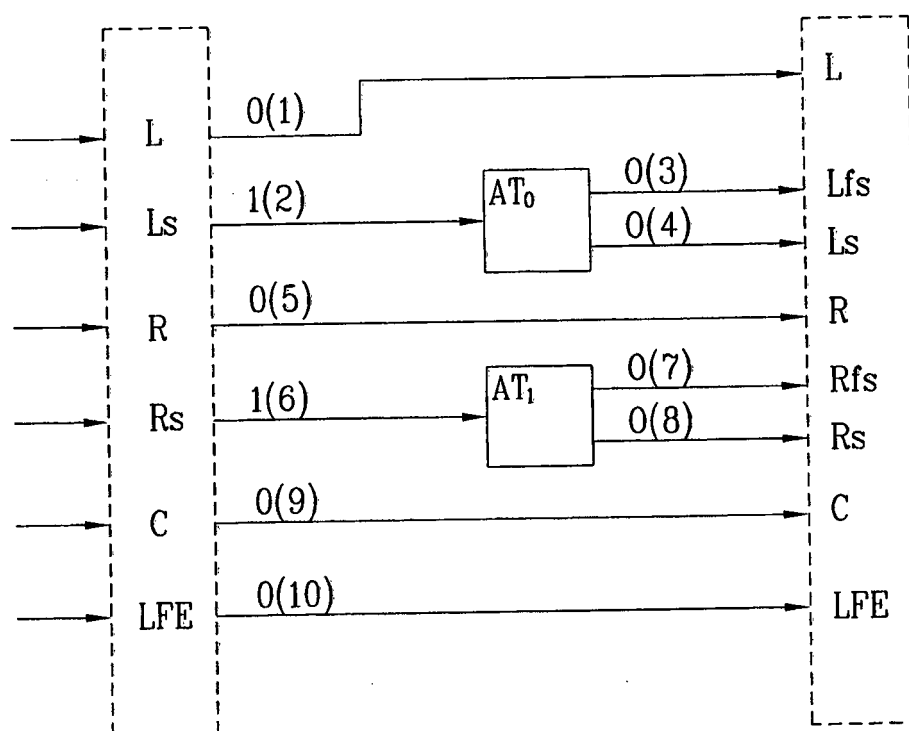 L
0(1)
L
0(3)
AT₀
Lfs
1(2)
Ls
0(4)
Ls
0(5)
R
R
0(7)
AT₁
Rfs
1(6)
Rs
0(8)
Rs
0(9)
C
C
0(10)
LFE
LFE